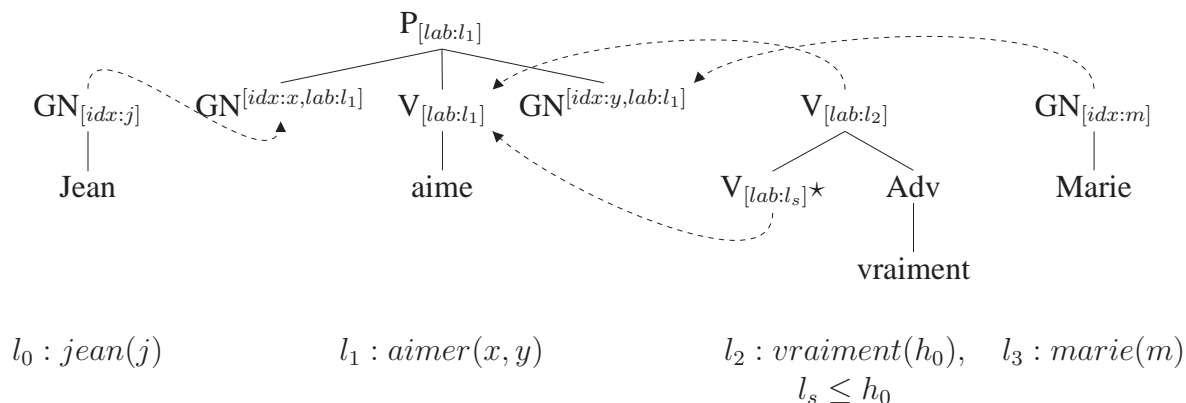 P[lab:l1]
GN[idx:j] GN[idx:x,lab:l1] V[lab:l1] GN[idx:y,lab:l1] V[lab:l2] GN[idx:m]
Jean aime V[lab:ls]⋆ Adv Marie
vraiment
l0 : jean(j) l1 : aimer(x, y) l2 : vraiment(h0), l3 : marie(m)
ls ≤ h0